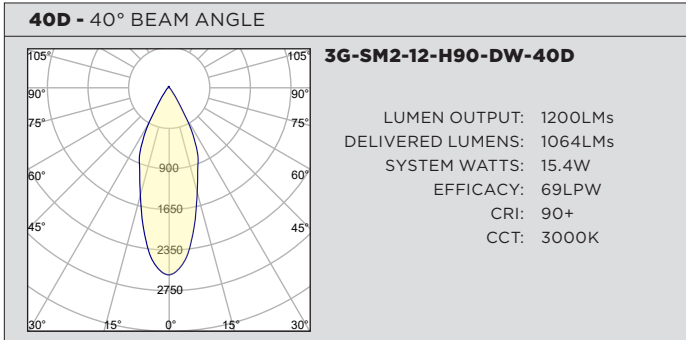 40D - 40° BEAM ANGLE
3G-SM2-12-H90-DW-40D
LUMEN OUTPUT: 1200LMs
DELIVERED LUMENS: 1064LMs
SYSTEM WATTS: 15.4W
EFFICACY: 69LPW
CRI: 90+
CCT: 3000K
105° 105°
90° 90°
75° 75°
900
60° 60°
1650
45° 45°
2350
2750
30° 15° 0° 15° 30°